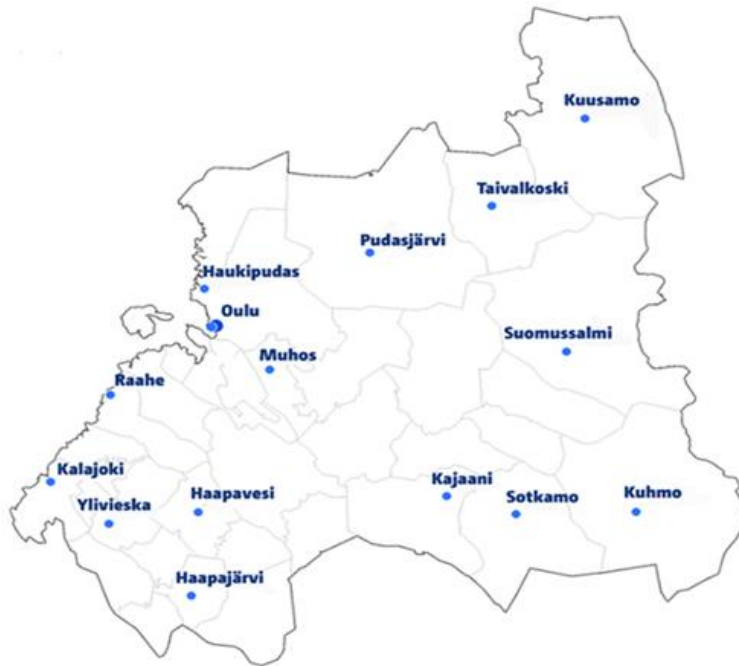 Kuusamo
Taivalkoski
Pudasjärvi
Haukipudas
Oulu
Suomussalmi
Muhos
Raahe
Kalajoki
Kajaani
Haapavesi
Kuhmo
Sotkamo
Ylivieska
Haapajärvi